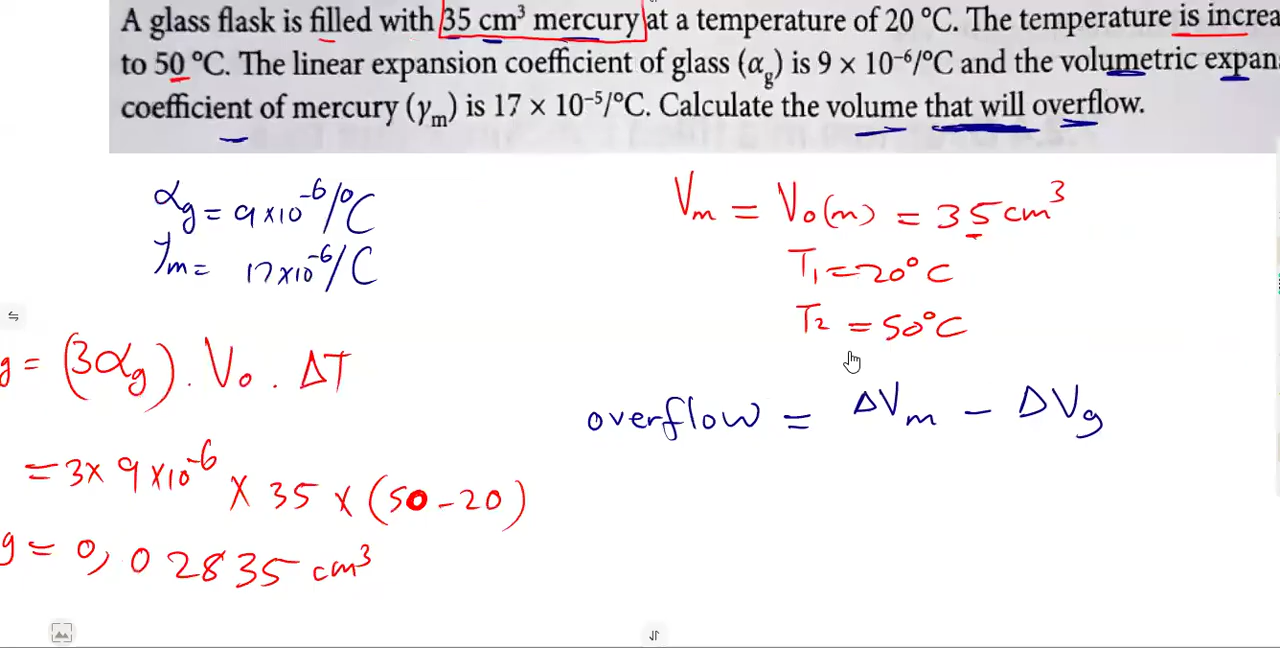 A glass flask is filled with 35 cm³ mercury at a temperature of 20 °C. The temperature is increa
to 50 °C. The linear expansion coefficient of glass (αg) is 9 × 10⁻⁶/°C and the volumetric expan
coefficient of mercury (γm) is 17 × 10⁻⁵/°C. Calculate the volume that will overflow.
αg = 9×10⁻⁶/°C
γm = 17×10⁻⁶/C
g = (3αg) . V₀ . ΔT
= 3× 9×10⁻⁶ × 35 × (50-20)
g = 0,02835 cm³
Vm = V₀(m) = 35 cm³
T₁=20°C
T₂ = 50°C
overflow = ΔVm - ΔVg